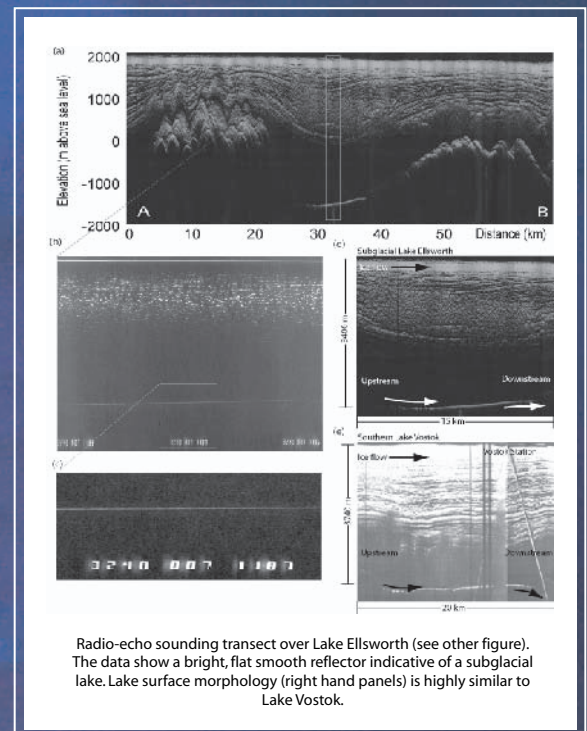 (a)
2000
1000
0
-1000
-2000
Elevation (m above sea level)
A
B
0 10 20 30 40 50 Distance (km)
(b)
(c)
3240 007 1187
Subglacial Lake Ellsworth
Ice flow
Upstream
Downstream
15 km
(e)
Southern Lake Vostok
Vostok Station
Ice flow
Upstream
Downstream
20 km
Radio-echo sounding transect over Lake Ellsworth (see other figure).
The data show a bright, flat smooth reflector indicative of a subglacial
lake. Lake surface morphology (right hand panels) is highly similar to
Lake Vostok.